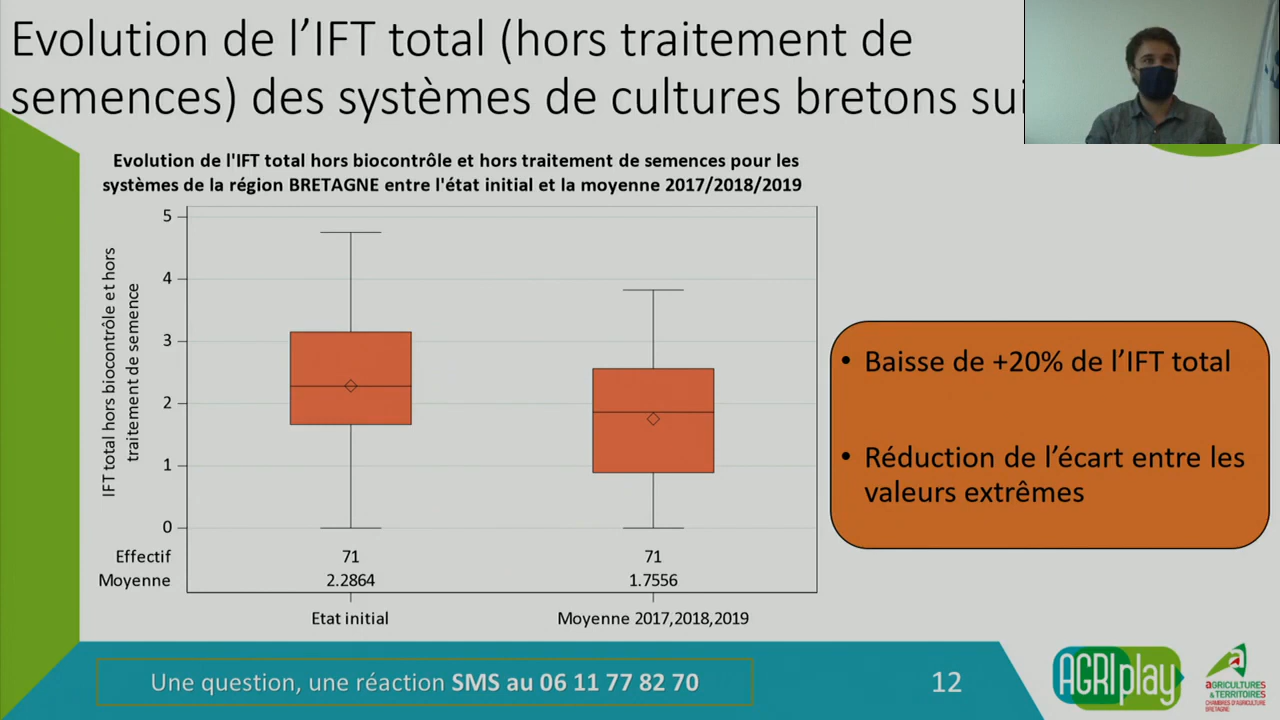 Evolution de l’IFT total (hors traitement de
semences) des systèmes de cultures bretons
Evolution de l'IFT total hors biocontrôle et hors traitement de semences pour les
systèmes de la région BRETAGNE entre l'état initial et la moyenne 2017/2018/2019
IFT total hors biocontrôle et hors
traitement de semence
5
4
3
2
1
0
Effectif 71 71
Moyenne 2.2864 1.7556
Etat initial Moyenne 2017,2018,2019
• Baisse de +20% de l’IFT total
• Réduction de l’écart entre les
valeurs extrêmes
Une question, une réaction SMS au 06 11 77 82 70
12
AGRIplay
AGRICULTURES
& TERRITOIRES
CHAMBRES D'AGRICULTURE
BRETAGNE